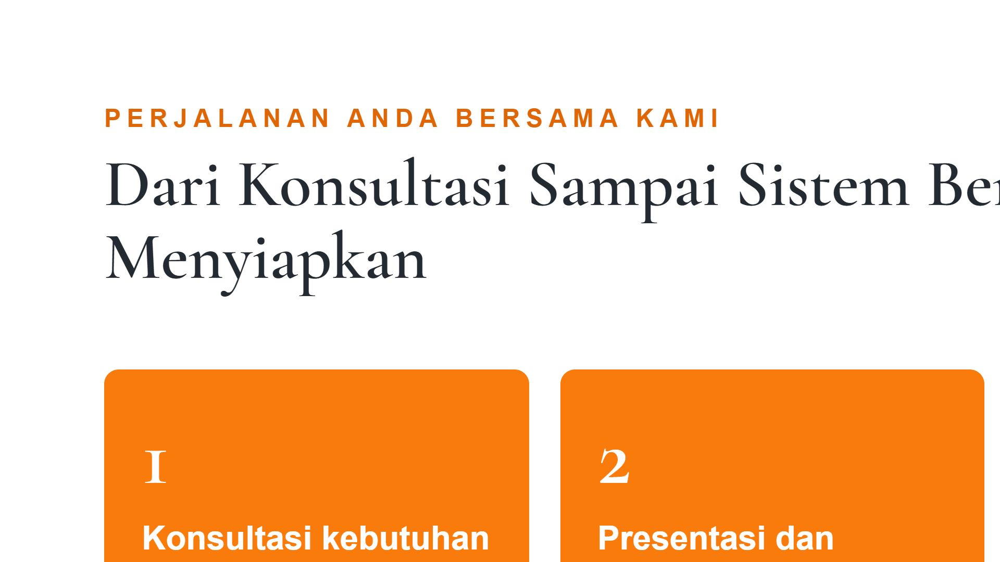 PERJALANAN ANDA BERSAMA KAMI
Dari Konsultasi Sampai Sistem
Menyiapkan
1
2
Konsultasi kebutuhan
Presentasi dan